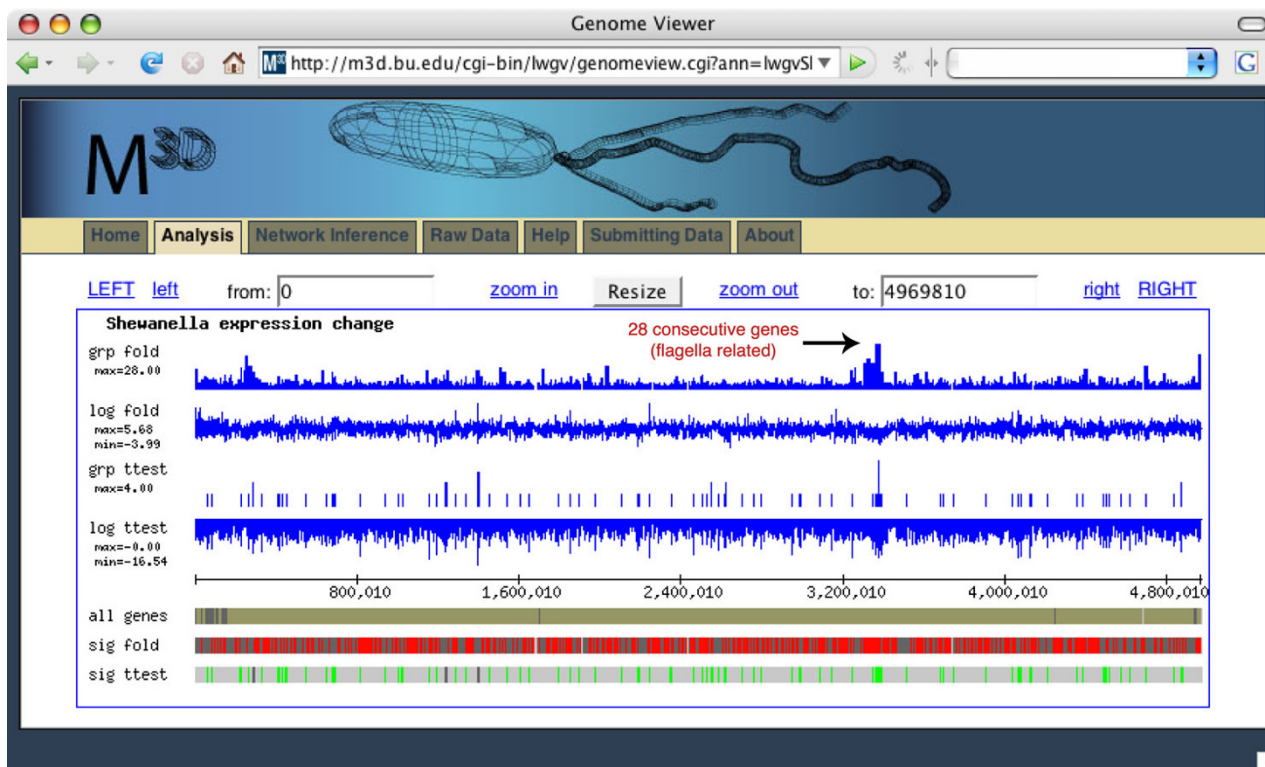 Genome Viewer
M3D http://m3d.bu.edu/cgi-bin/lwgv/genomeview.cgi?ann=lwgvSl
G
M3D
Home Analysis Network Inference Raw Data Help Submitting Data About
LEFT left from: 0 zoom in Resize zoom out to: 4969810 right RIGHT
Shewanella expression change
28 consecutive genes
(flagella related)
grp fold
max=28.00
log fold
max=5.68
min=-3.99
grp ttest
max=4.00
log ttest
max=-0.00
min=-16.54
800,010 1,600,010 2,400,010 3,200,010 4,000,010 4,800,010
all genes
sig fold
sig ttest